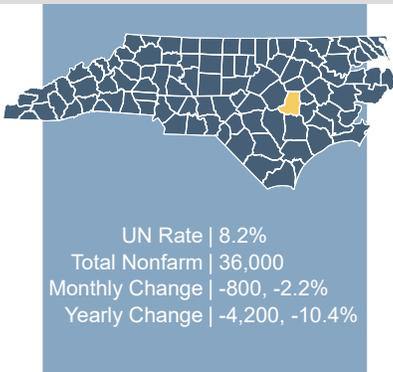 UN Rate | 8.2%
Total Nonfarm | 36,000
Monthly Change | -800, -2.2%
Yearly Change | -4,200, -10.4%